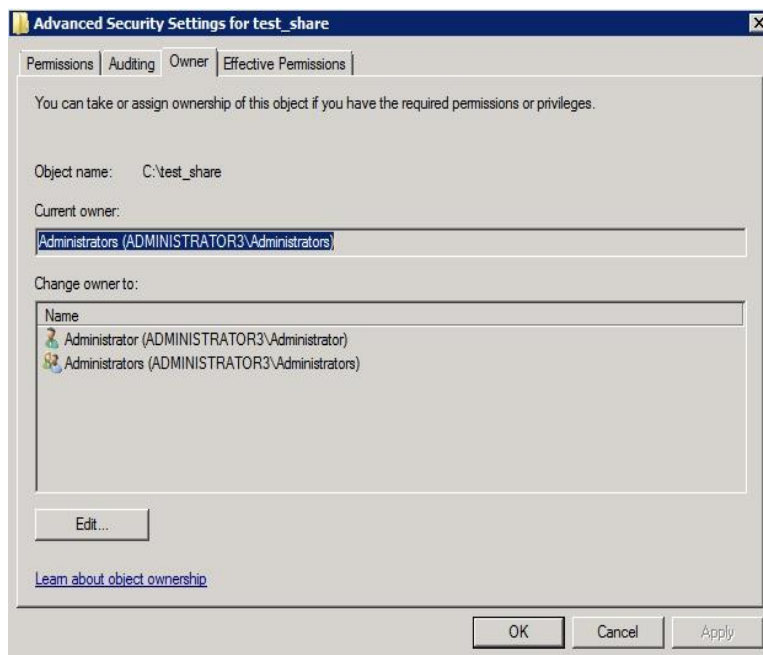 Advanced Security Settings for test_share
Permissions Auditing Owner Effective Permissions
You can take or assign ownership of this object if you have the required permissions or privileges.
Object name: C:\test_share
Current owner:
Administrators (ADMINISTRATOR3\Administrators)
Change owner to:
Name
Administrator (ADMINISTRATOR3\Administrator)
Administrators (ADMINISTRATOR3\Administrators)
Edit...
Learn about object ownership
OK Cancel Apply